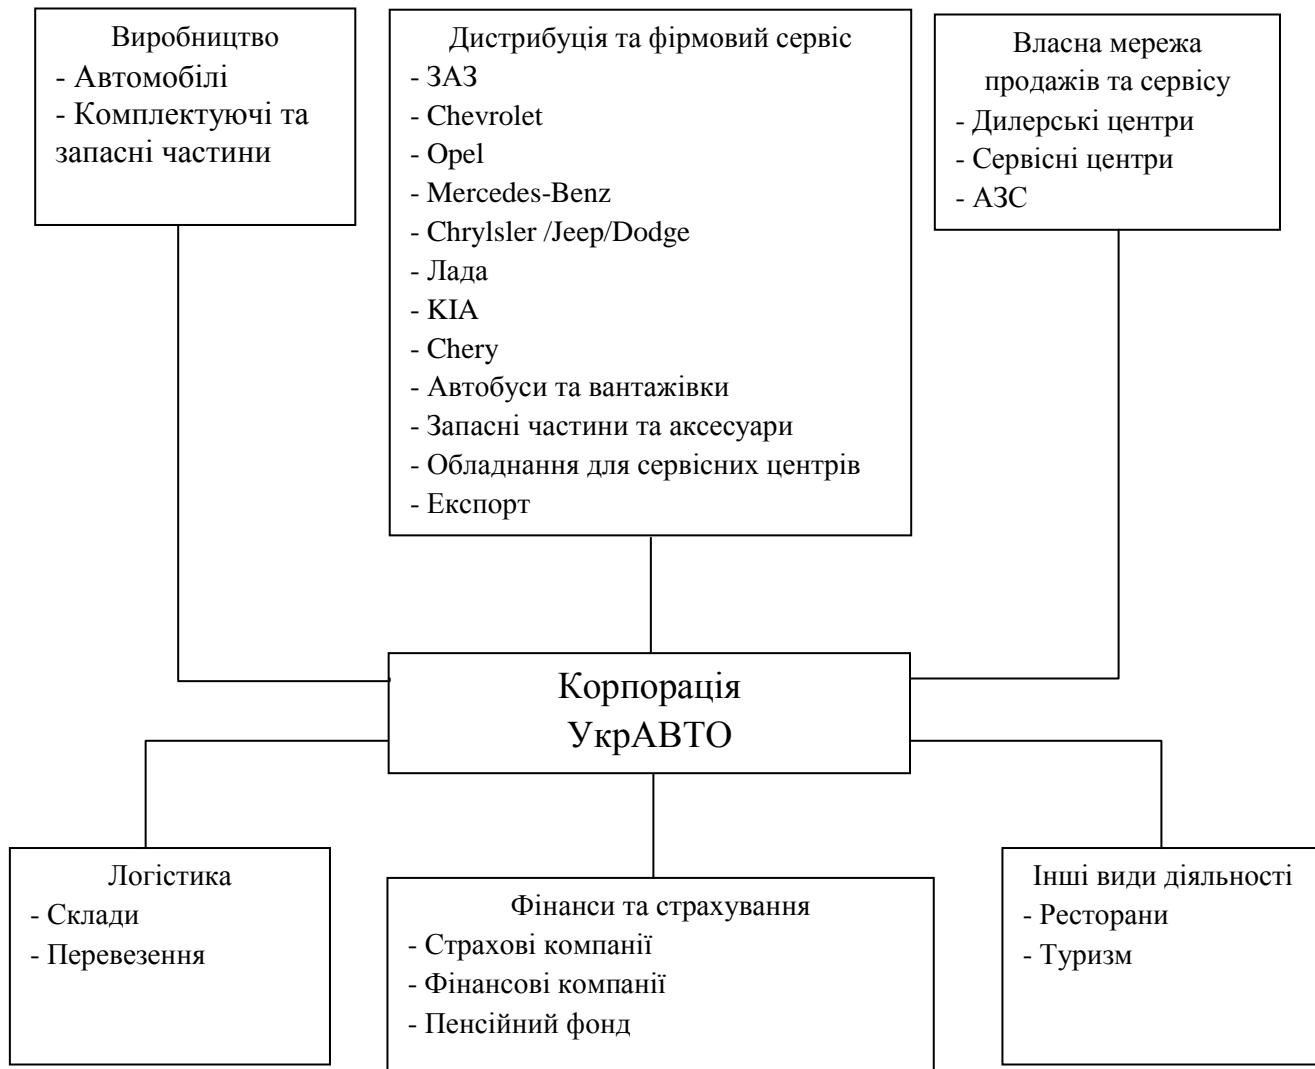 Виробництво
- Автомобілі
- Комплектуючі та
запасні частини
Дистрибуція та фірмовий сервіс
- ЗАЗ
- Chevrolet
- Opel
- Mercedes-Benz
- Chrylsler /Jeep/Dodge
- Лада
- KIA
- Chery
- Автобуси та вантажівки
- Запасні частини та аксесуари
- Обладнання для сервісних центрів
- Експорт
Власна мережа
продажів та сервісу
- Дилерські центри
- Сервісні центри
- АЗС
Корпорація
УкрАВТО
Логістика
- Склади
- Перевезення
Фінанси та страхування
- Страхові компанії
- Фінансові компанії
- Пенсійний фонд
Інші види діяльності
- Ресторани
- Туризм